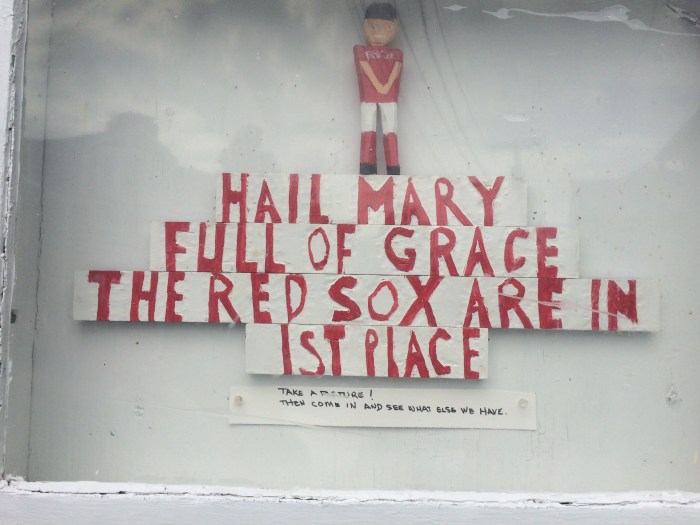 HAIL MARY
FULL OF GRACE
THE RED SOX ARE IN
1ST PLACE
TAKE A PICTURE!
THEN COME IN AND SEE WHAT ELSE WE HAVE.